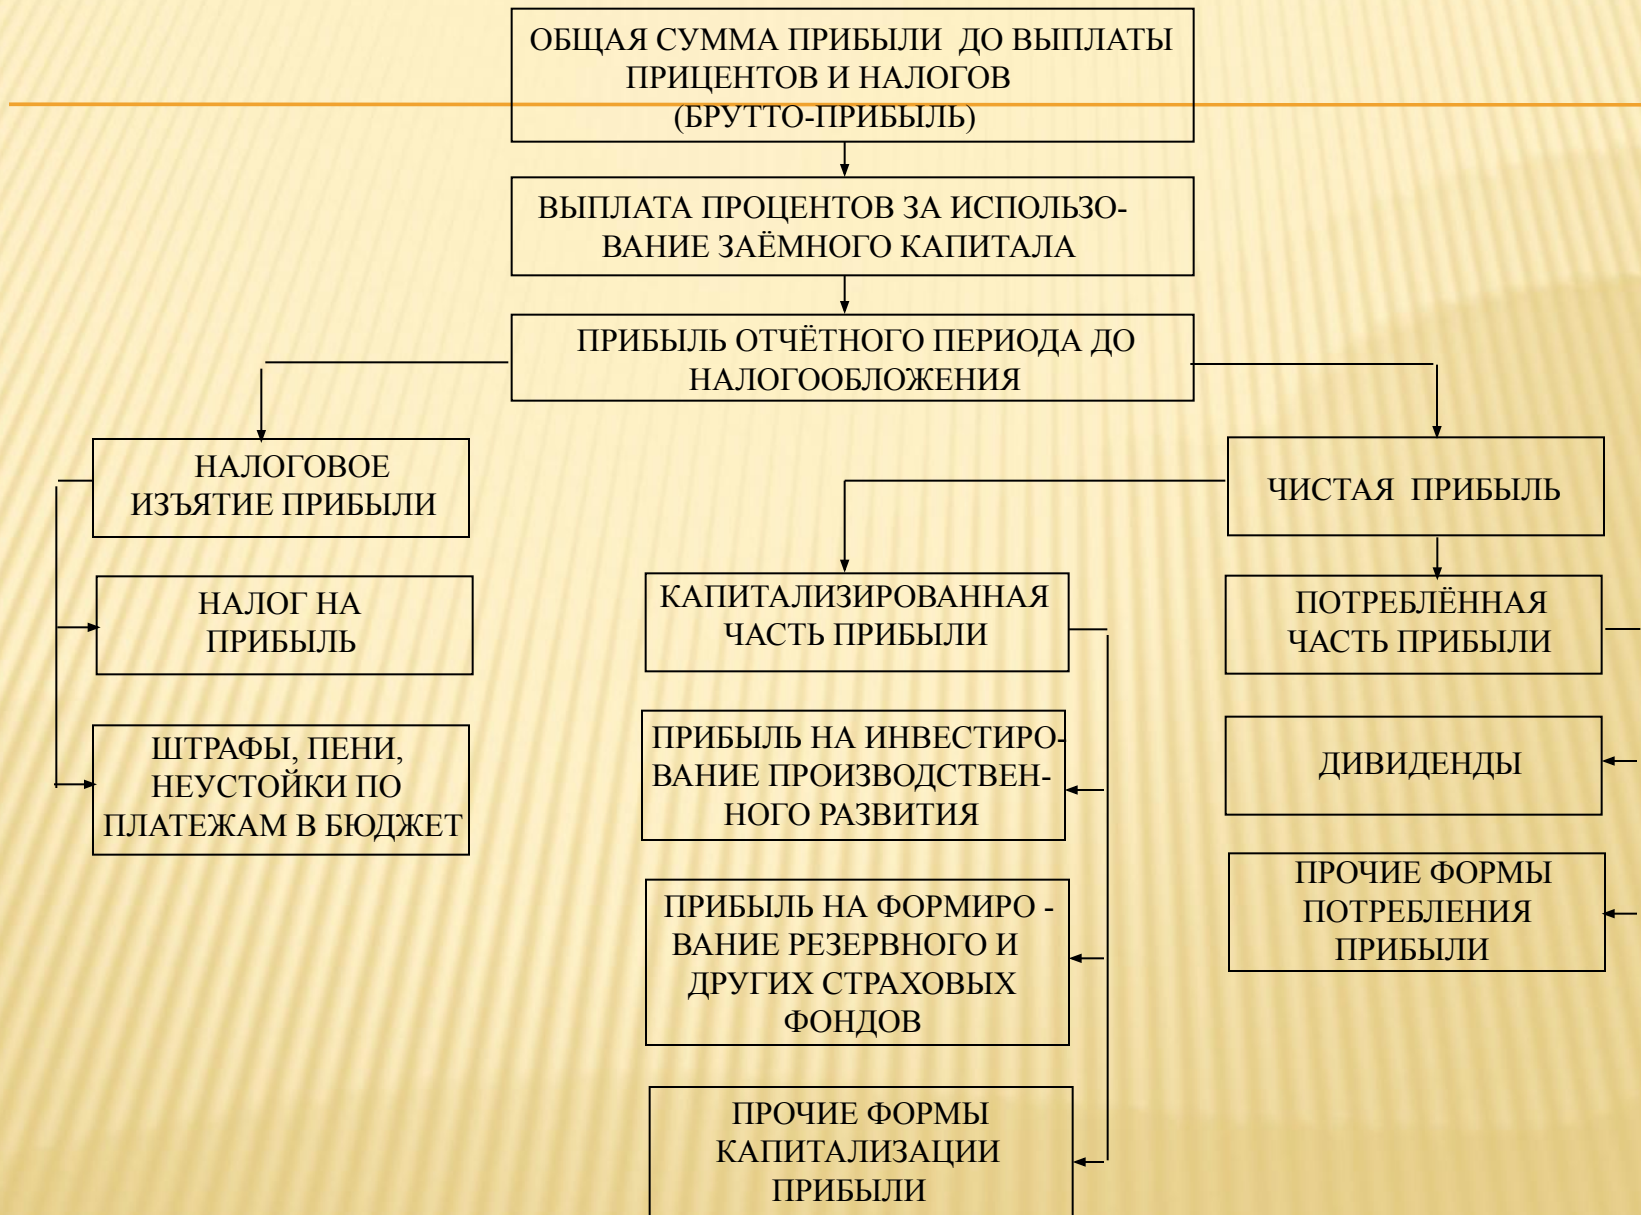 ОБЩАЯ СУММА ПРИБЫЛИ ДО ВЫПЛАТЫ
ПРИЦЕНТОВ И НАЛОГОВ
(БРУТТО-ПРИБЫЛЬ)
ВЫПЛАТА ПРОЦЕНТОВ ЗА ИСПОЛЬЗО-
ВАНИЕ ЗАЁМНОГО КАПИТАЛА
ПРИБЫЛЬ ОТЧЁТНОГО ПЕРИОДА ДО
НАЛОГООБЛОЖЕНИЯ
НАЛОГОВОЕ
ИЗЪЯТИЕ ПРИБЫЛИ
НАЛОГ НА
ПРИБЫЛЬ
ШТРАФЫ, ПЕНИ,
НЕУСТОЙКИ ПО
ПЛАТЕЖАМ В БЮДЖЕТ
ЧИСТАЯ ПРИБЫЛЬ
КАПИТАЛИЗИРОВАННАЯ
ЧАСТЬ ПРИБЫЛИ
ПРИБЫЛЬ НА ИНВЕСТИРО-
ВАНИЕ ПРОИЗВОДСТВЕН-
НОГО РАЗВИТИЯ
ПРИБЫЛЬ НА ФОРМИРО -
ВАНИЕ РЕЗЕРВНОГО И
ДРУГИХ СТРАХОВЫХ
ФОНДОВ
ПРОЧИЕ ФОРМЫ
КАПИТАЛИЗАЦИИ
ПРИБЫЛИ
ПОТРЕБЛЁННАЯ
ЧАСТЬ ПРИБЫЛИ
ДИВИДЕНДЫ
ПРОЧИЕ ФОРМЫ
ПОТРЕБЛЕНИЯ
ПРИБЫЛИ